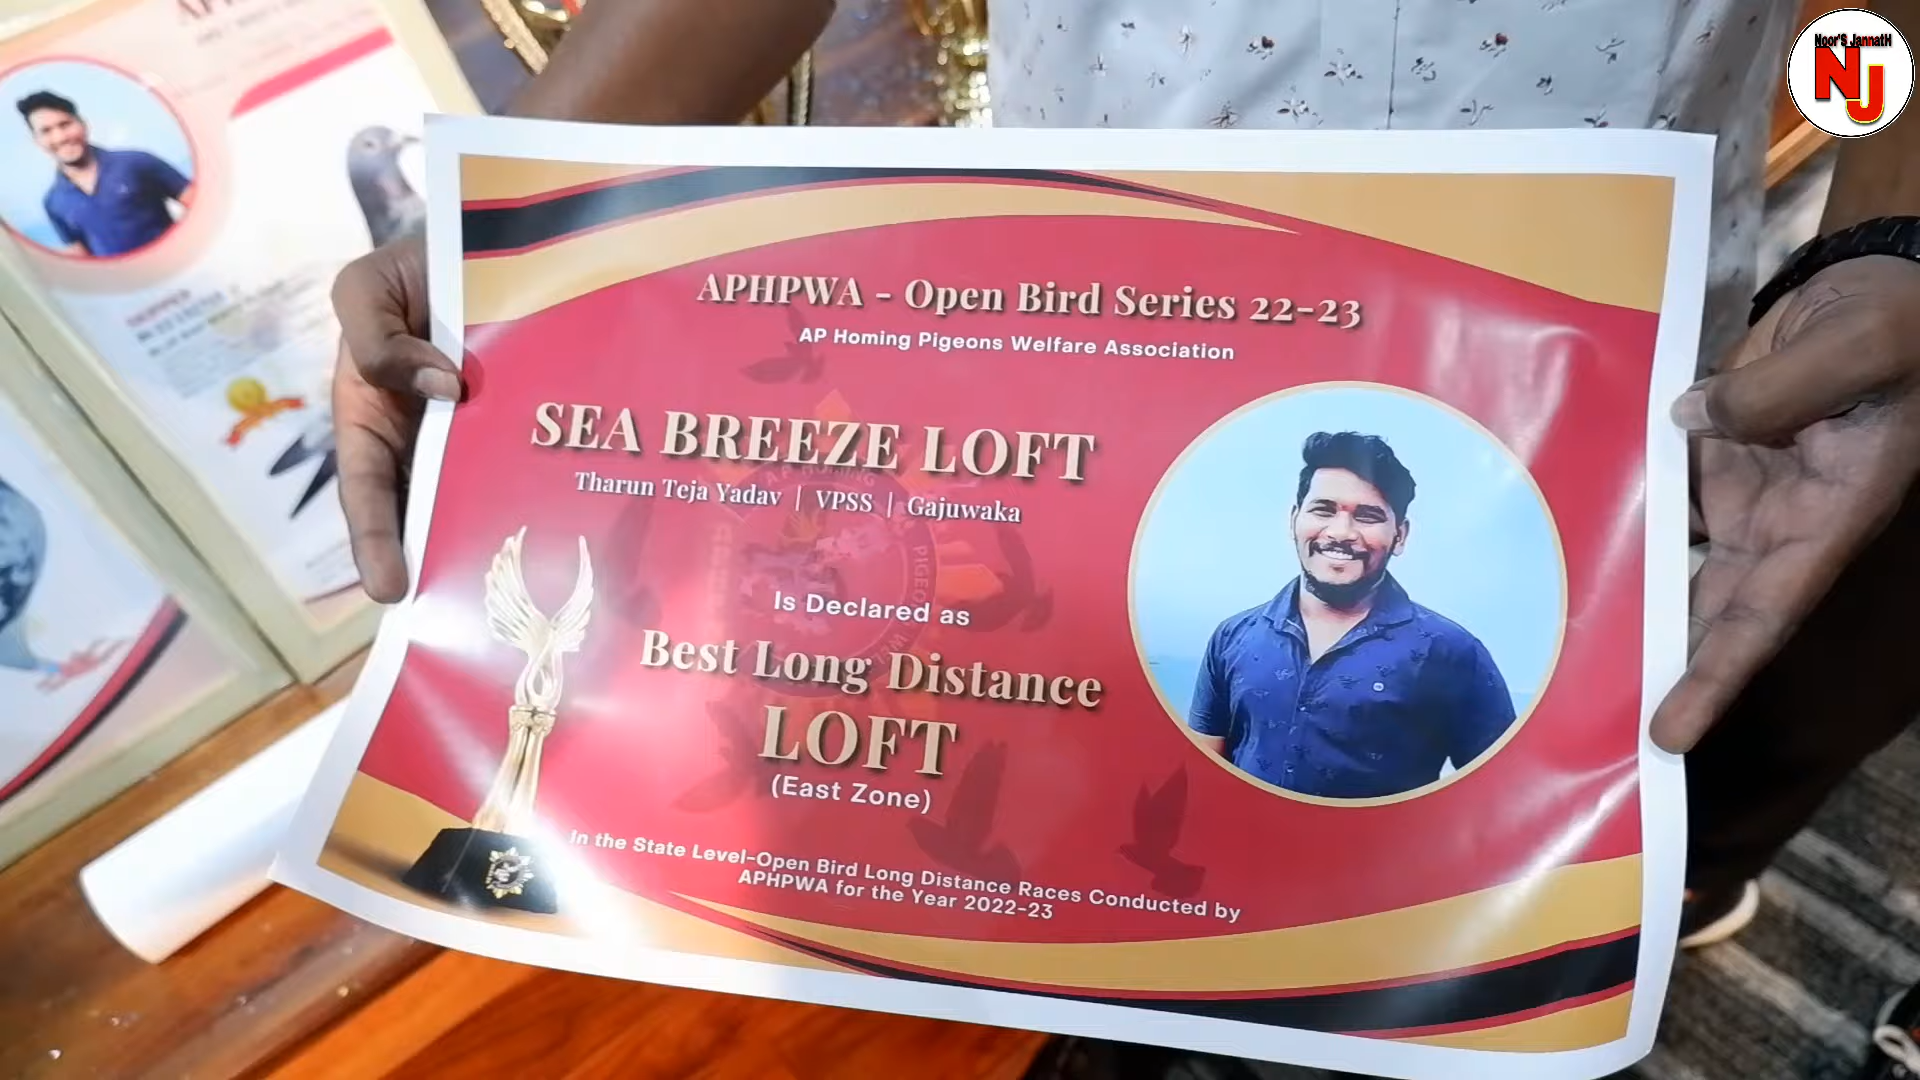 Noor'S JannatH
NJ
APHPWA - Open Bird Series 22-23
AP Homing Pigeons Welfare Association
SEA BREEZE LOFT
Tharun Teja Yadav | VPSS | Gajuwaka
Is Declared as
Best Long Distance
LOFT
(East Zone)
In the State Level-Open Bird Long Distance Races Conducted by
APHPWA for the Year 2022-23